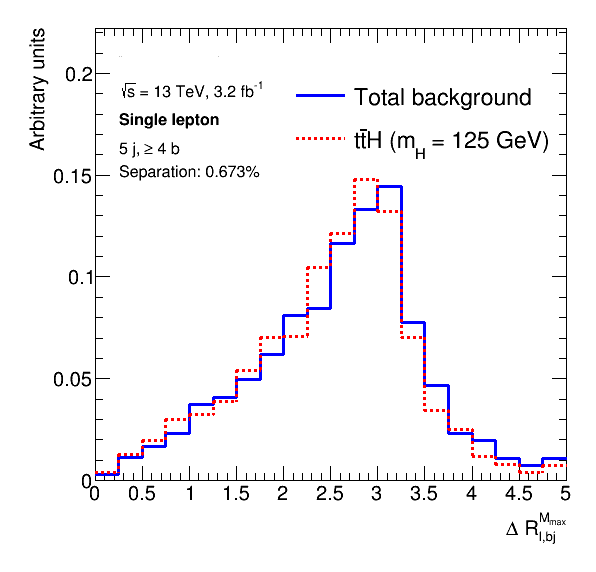 Arbitrary units
√s = 13 TeV, 3.2 fb⁻¹
Single lepton
5 j, ≥ 4 b
Separation: 0.673%
Total background
tt̄H (m_H = 125 GeV)
0.2
0.15
0.1
0.05
0
0 0.5 1 1.5 2 2.5 3 3.5 4 4.5 5
Δ R_{l,bj}^{M_{max}}